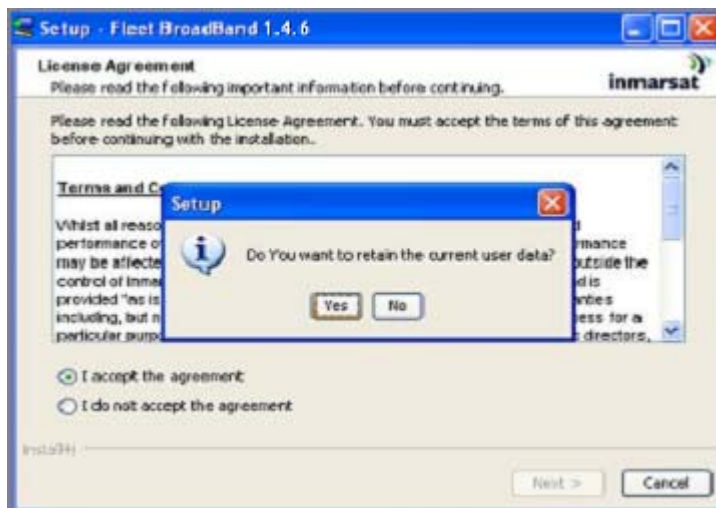 Setup - Fleet BroadBand 1.4.6
License Agreement
Please read the following important information before continuing.
inmarsat
Please read the following License Agreement. You must accept the terms of this agreement
before continuing with the installation.
Terms and C
Setup
Whilst all reaso
performance o
rmance
Do You want to retain the current user data?
may be affecte
outside the
control of Inmar
d is
provided "as is
nties
Yes No
including, but n
ess for a
particular purpo
directors,
I accept the agreement
I do not accept the agreement
install4j
Next >
Cancel